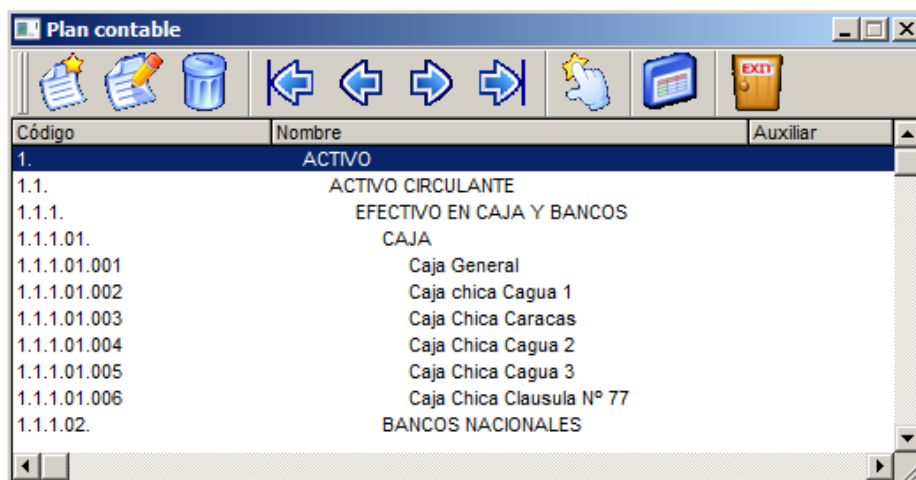 Plan contable
EXIT
Código Nombre Auxiliar
1. ACTIVO
1.1. ACTIVO CIRCULANTE
1.1.1. EFECTIVO EN CAJA Y BANCOS
1.1.1.01. CAJA
1.1.1.01.001 Caja General
1.1.1.01.002 Caja chica Cagua 1
1.1.1.01.003 Caja Chica Caracas
1.1.1.01.004 Caja Chica Cagua 2
1.1.1.01.005 Caja Chica Cagua 3
1.1.1.01.006 Caja Chica Clausula Nº 77
1.1.1.02. BANCOS NACIONALES